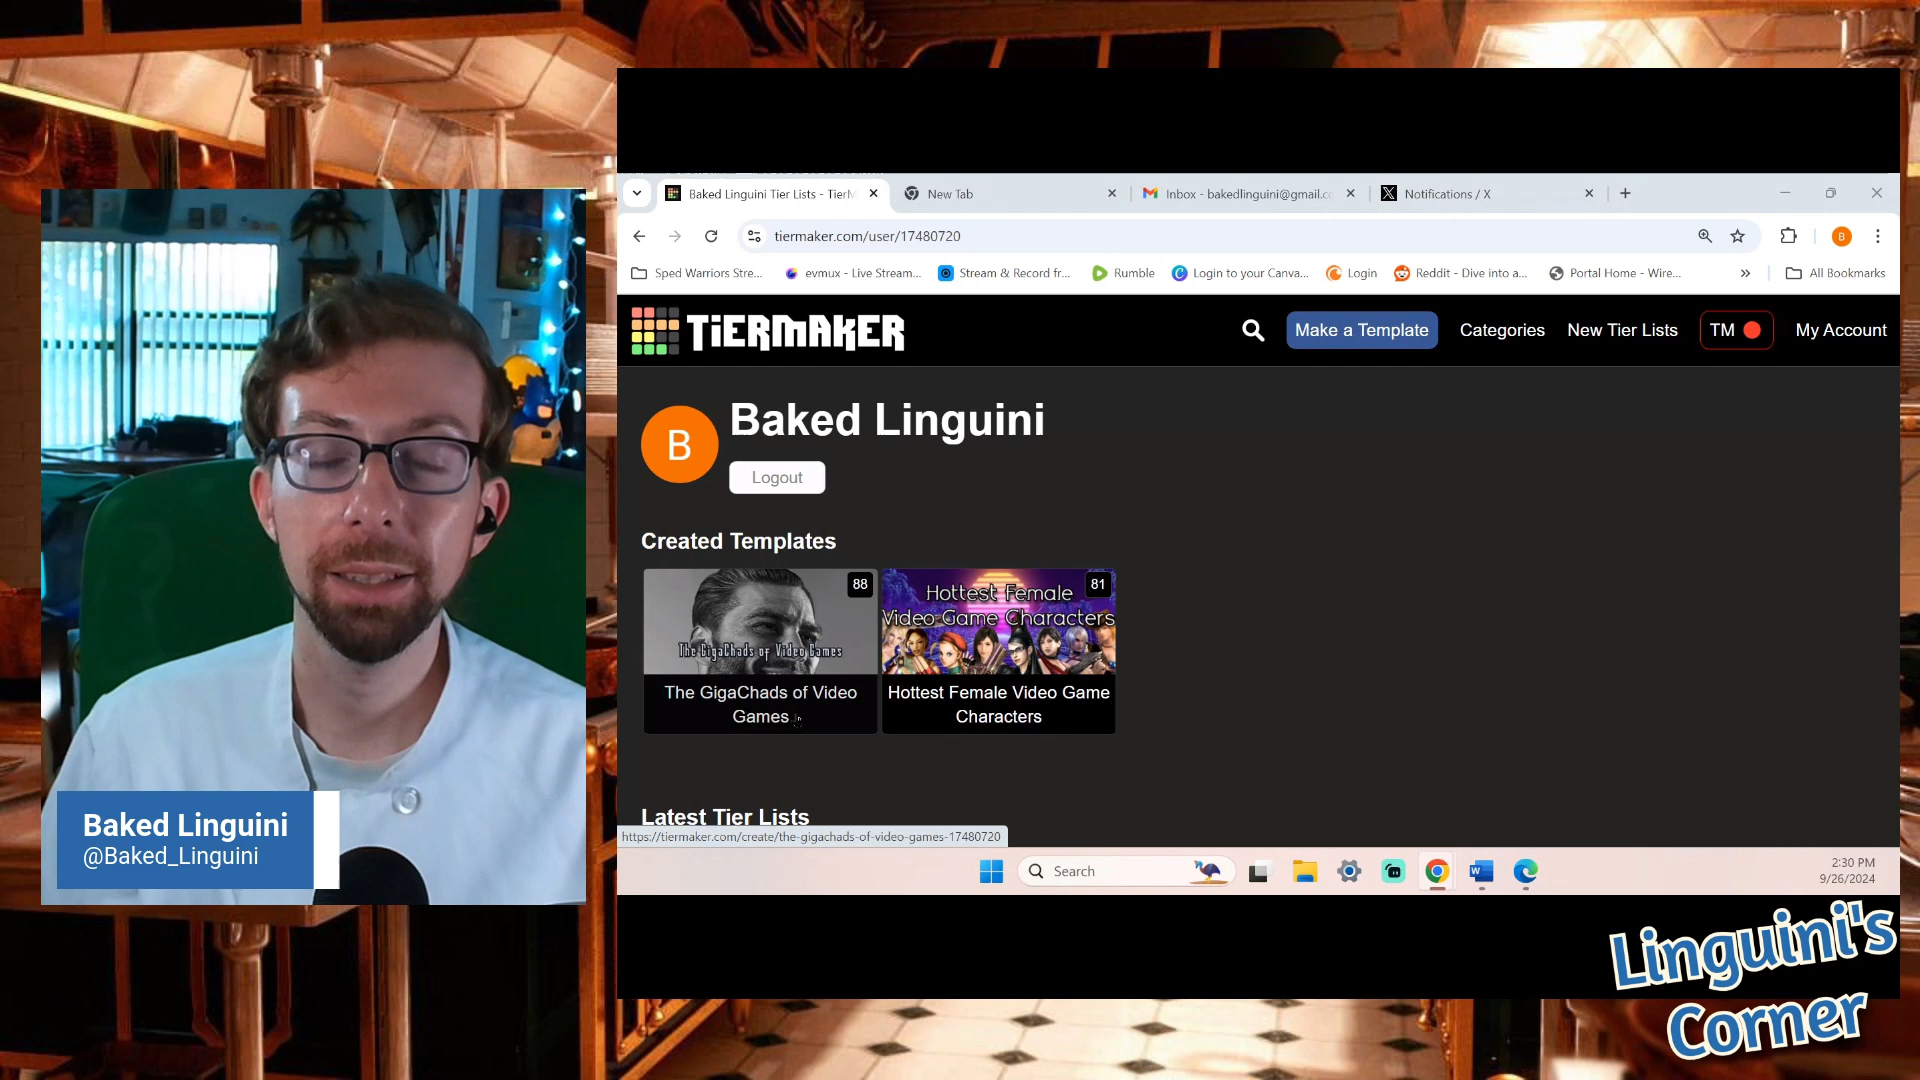 Baked Linguini Tier Lists - TierM
New Tab
Inbox - bakedlinguini@gmail.co
Notifications / X
tiermaker.com/user/17480720
B
Sped Warriors Stre...
evmux - Live Stream...
Stream & Record fr...
Rumble
Login to your Canva...
Login
Reddit - Dive into a...
Portal Home - Wire...
All Bookmarks
TiERMAKER
Make a Template
Categories
New Tier Lists
TM
My Account
B
Baked Linguini
Logout
Created Templates
88
The GigaChads of Video Games
The GigaChads of Video
Games
81
Hottest Female
Video Game Characters
Hottest Female Video Game
Characters
Latest Tier Lists
https://tiermaker.com/create/the-gigachads-of-video-games-17480720
Search
2:30 PM
9/26/2024
Baked Linguini
@Baked_Linguini
Linguini's
Corner